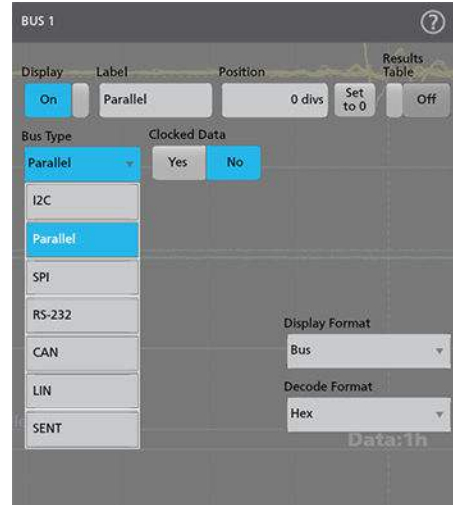 BUS 1
?
Display Label Position Results Table
On Parallel 0 divs Set to 0 Off
Bus Type Clocked Data
Parallel Yes No
I2C
Parallel
SPI
RS-232
CAN
LIN
SENT
Display Format
Bus
Decode Format
Hex
Data:1h